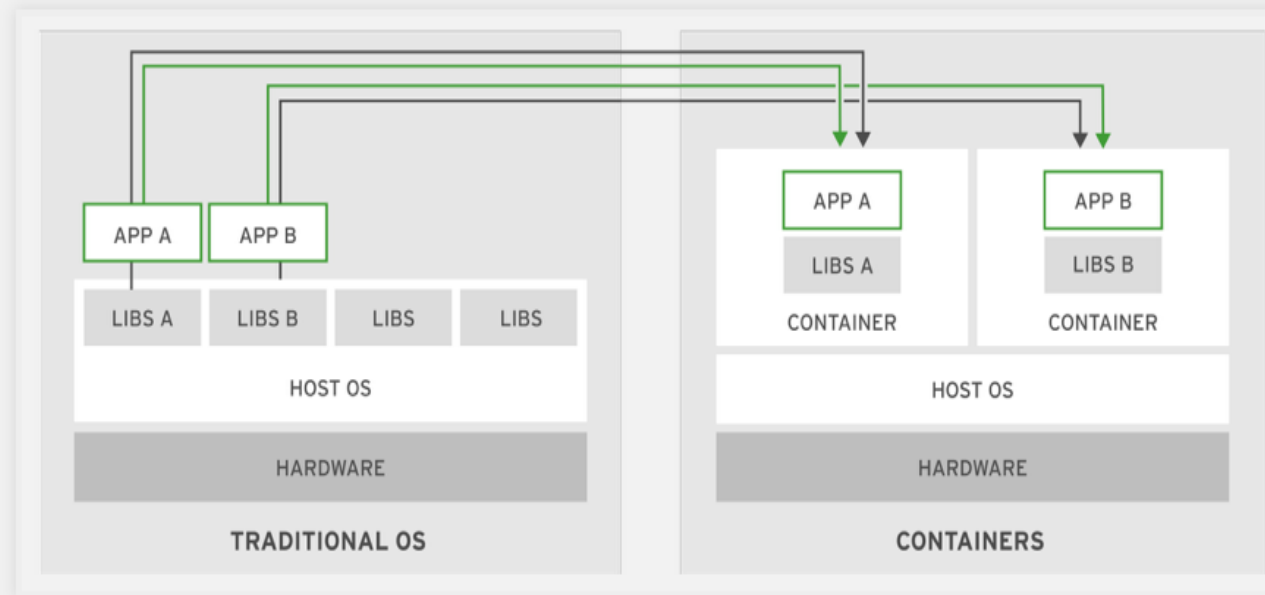 APP A
APP B
LIBS A
LIBS B
LIBS
LIBS
HOST OS
HARDWARE
TRADITIONAL OS
APP A
LIBS A
CONTAINER
APP B
LIBS B
CONTAINER
HOST OS
HARDWARE
CONTAINERS